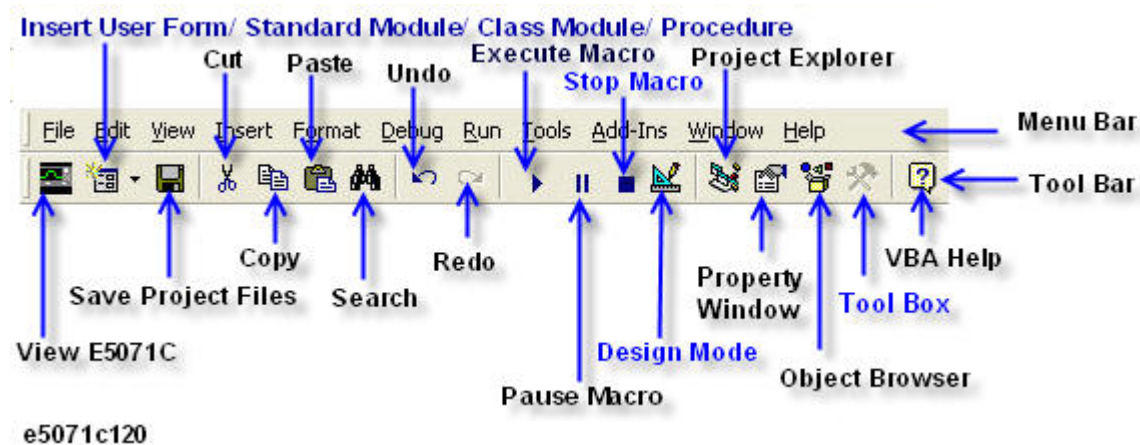 Insert User Form/ Standard Module/ Class Module/ Procedure
Cut
Paste
Undo
Execute Macro
Stop Macro
Project Explorer
File Edit View Insert Format Debug Run Tools Add-Ins Window Help
Menu Bar
Tool Bar
Copy
Redo
VBA Help
Save Project Files
Search
Property
Window
Tool Box
View E5071C
Design Mode
Object Browser
Pause Macro
e5071c120